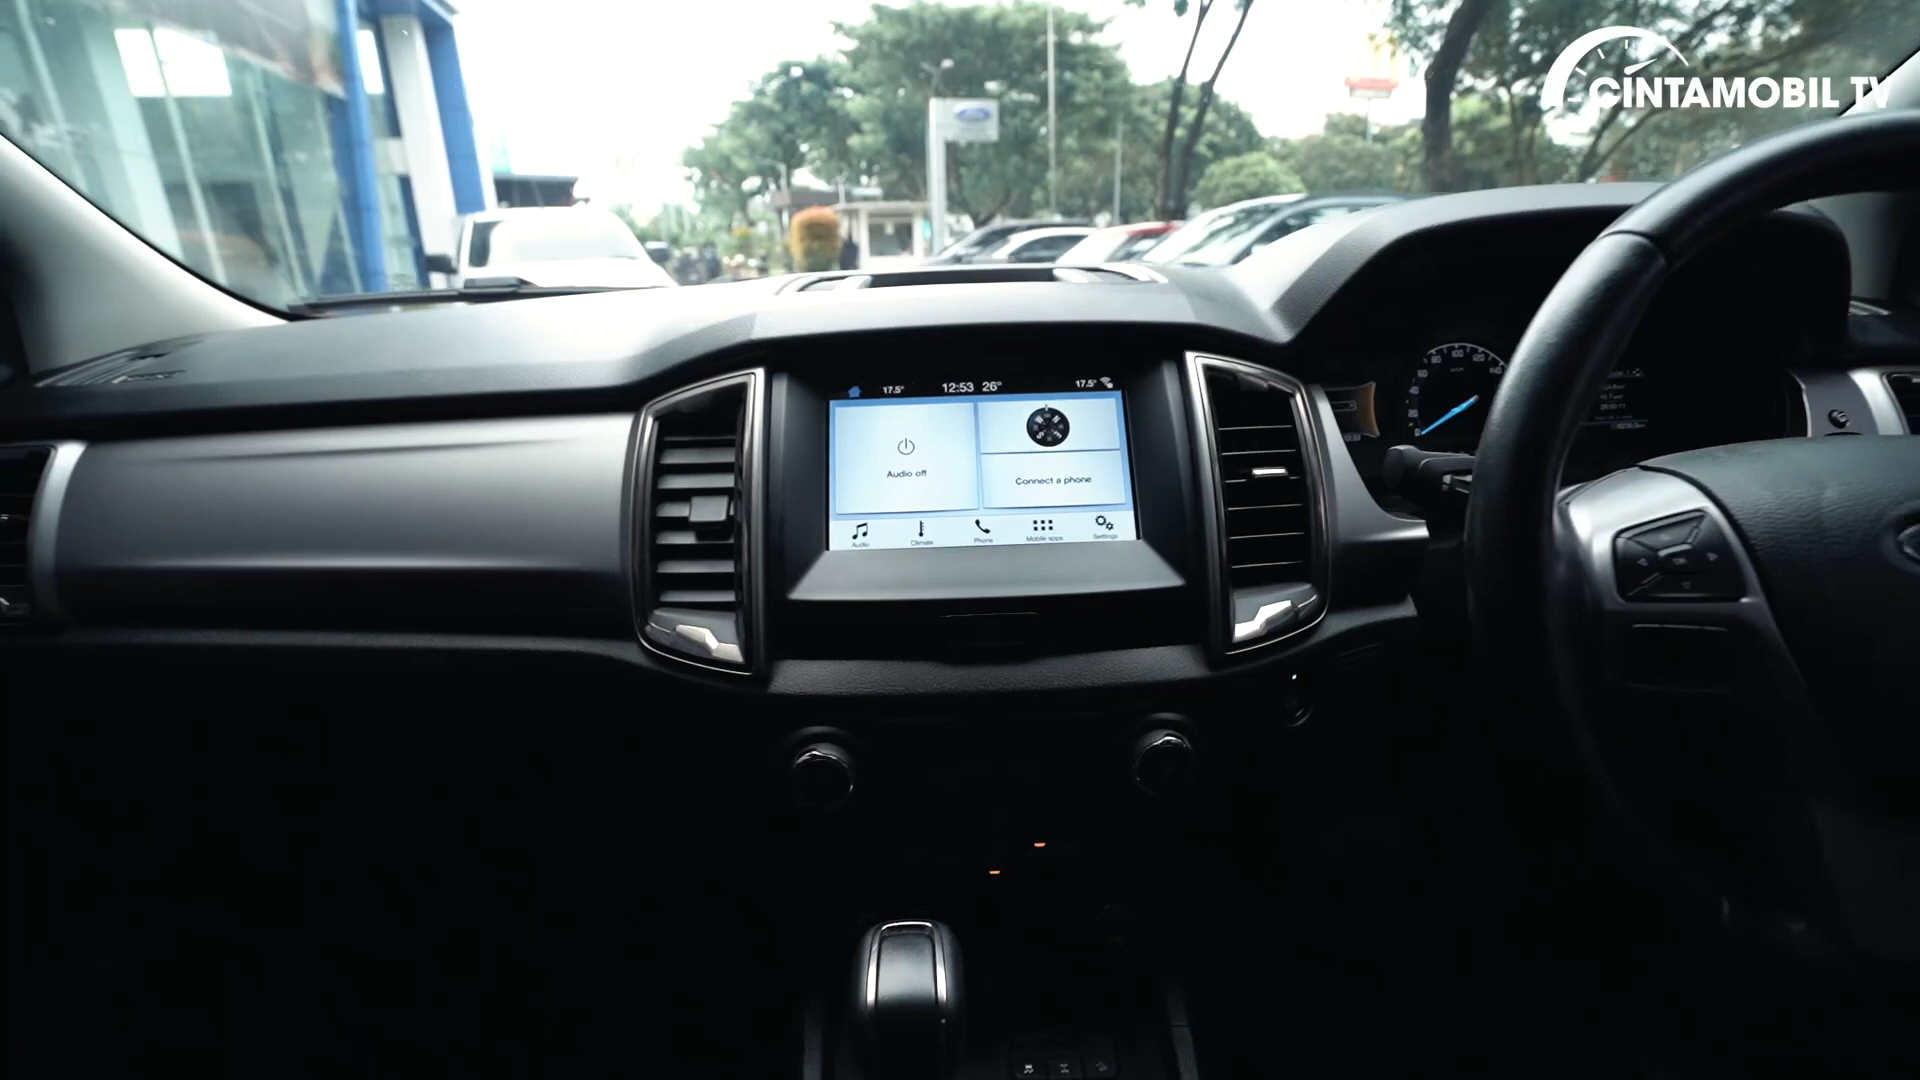 CINTAMOBIL TV
17.5° 12:53 26° 17.5°
Audio off
Connect a phone
Audio Climate Phone Mobile apps Settings